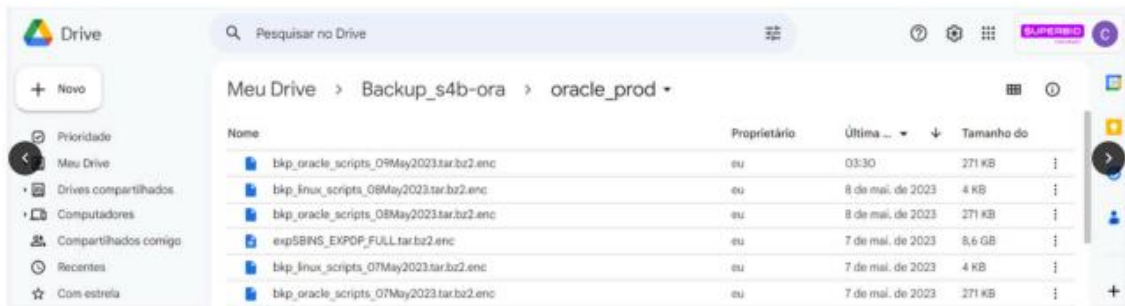 Drive
Pesquisar no Drive
SUPERBID
C
Novo
Meu Drive > Backup_s4b-ora > oracle_prod
Prioridade
Meu Drive
Drives compartilhados
Computadores
Compartilhados comigo
Recentes
Com estrela
Nome Proprietário Última ... Tamanho do
bkp_oracle_scripts_09May2023.tar.bz2.enc eu 03:30 271 KB
bkp_linux_scripts_08May2023.tar.bz2.enc eu 8 de mai. de 2023 4 KB
bkp_oracle_scripts_08May2023.tar.bz2.enc eu 8 de mai. de 2023 271 KB
expSBINS_EXPDP_FULL.tar.bz2.enc eu 7 de mai. de 2023 8,6 GB
bkp_linux_scripts_07May2023.tar.bz2.enc eu 7 de mai. de 2023 4 KB
bkp_oracle_scripts_07May2023.tar.bz2.enc eu 7 de mai. de 2023 271 KB